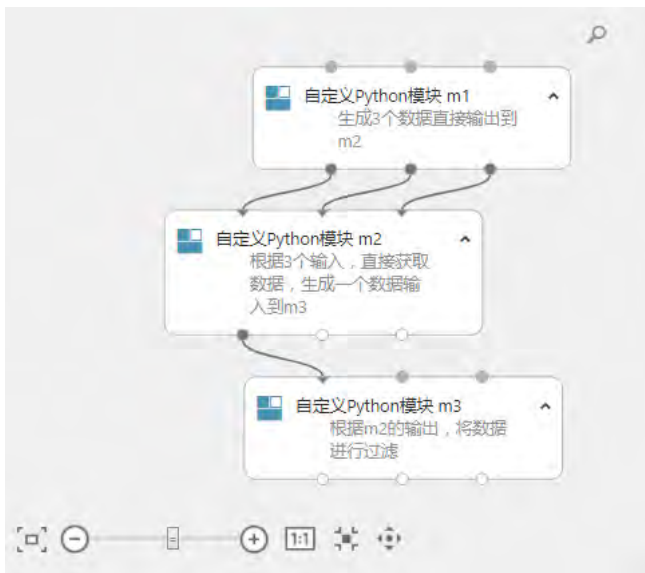 自定义Python模块 m1
生成3个数据直接输出到
m2
自定义Python模块 m2
根据3个输入，直接获取
数据，生成一个数据输
入到m3
自定义Python模块 m3
根据m2的输出，将数据
进行过滤
1:1